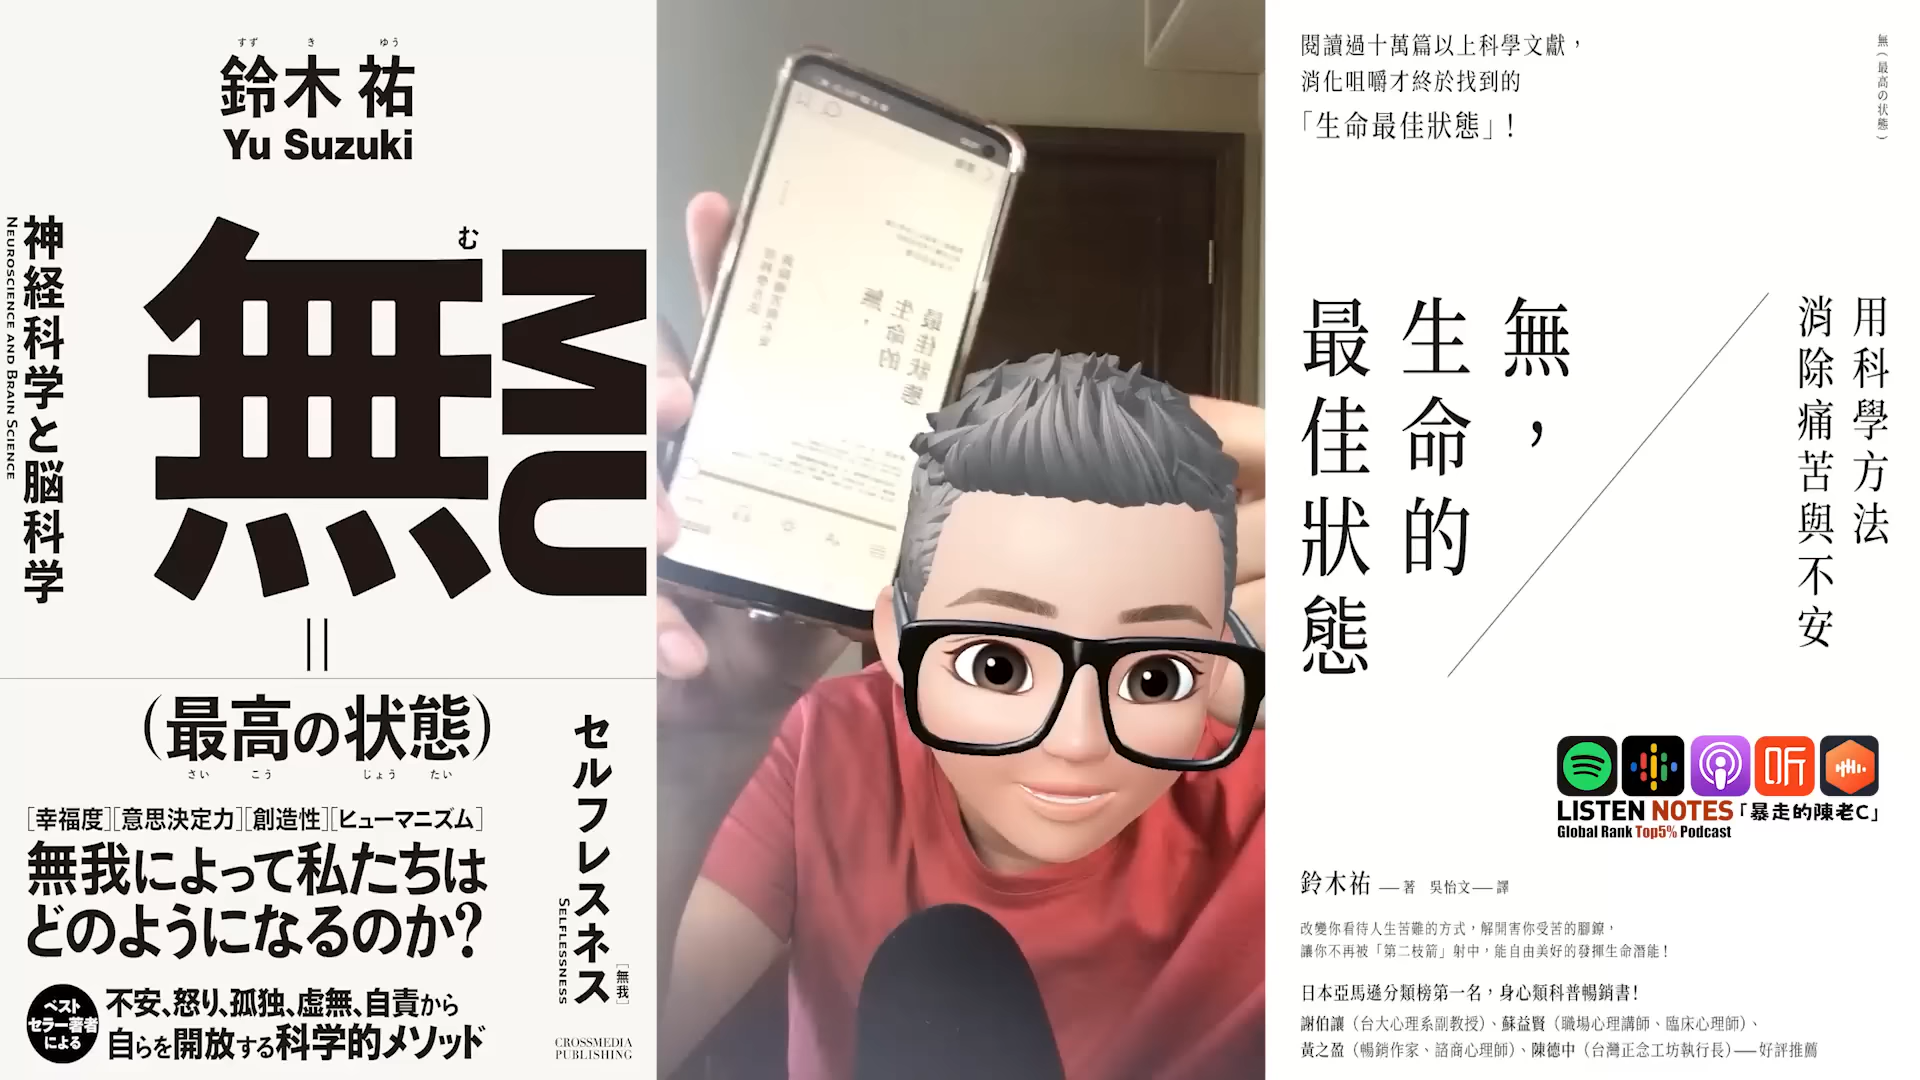 すず き ゆう
鈴木 祐
Yu Suzuki
神経科学と脳科学
NEUROSCIENCE AND BRAIN SCIENCE
む
無
MU
=
(最高の状態)
さい こう じょう たい
[幸福度][意思決定力][創造性][ヒューマニズム]
無我によって私たちは
どのようになるのか?
セルフレスネス
SELFLESSNESS
[無我]
ベスト
セラー著者
による
不安、怒り、孤独、虚無、自責から
自らを開放する科学的メソッド
CROSSMEDIA
PUBLISHING
無,
生命的
最佳狀態
閱讀過十萬篇以上科學文獻,
消化咀嚼才終於找到的
「生命最佳狀態」!
無(最高の状態)
用科學方法
消除痛苦與不安
無,
生命的
最佳狀態
听
LISTEN NOTES「暴走的陳老C」
Global Rank Top5% Podcast
鈴木祐 —著 吳怡文—譯
改變你看待人生苦難的方式,解開害你受苦的腳鐐,
讓你不再被「第二枝箭」射中,能自由美好的發揮生命潛能!
日本亞馬遜分類榜第一名,身心類科普暢銷書!
謝伯讓(台大心理系副教授)、蘇益賢(職場心理講師、臨床心理師)、
黃之盈(暢銷作家、諮商心理師)、陳德中(台灣正念工坊執行長)—好評推薦